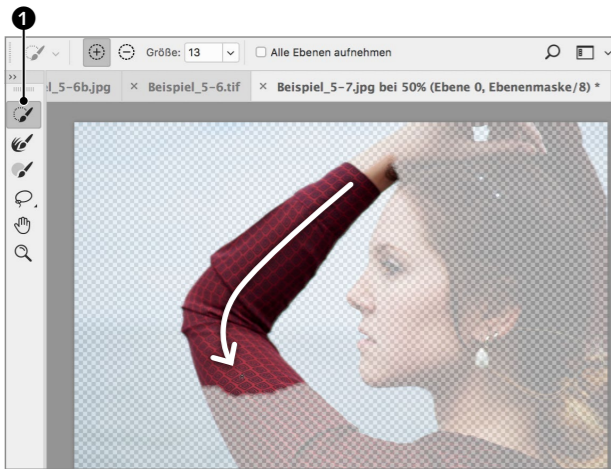 1
Größe: 13 Alle Ebenen aufnehmen
l_5-6b.jpg × Beispiel_5-6.tif × Beispiel_5-7.jpg bei 50% (Ebene 0, Ebenenmaske/8) *